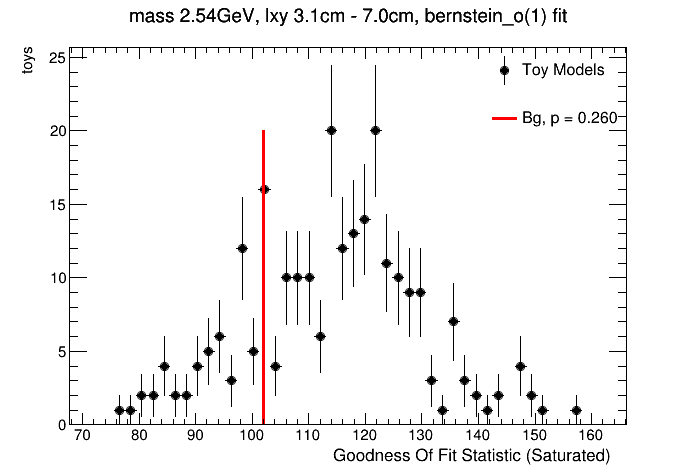 mass 2.54GeV, lxy 3.1cm - 7.0cm, bernstein_o(1) fit
toys
25
20
15
10
5
0
Toy Models
Bg, p = 0.260
70 80 90 100 110 120 130 140 150 160
Goodness Of Fit Statistic (Saturated)